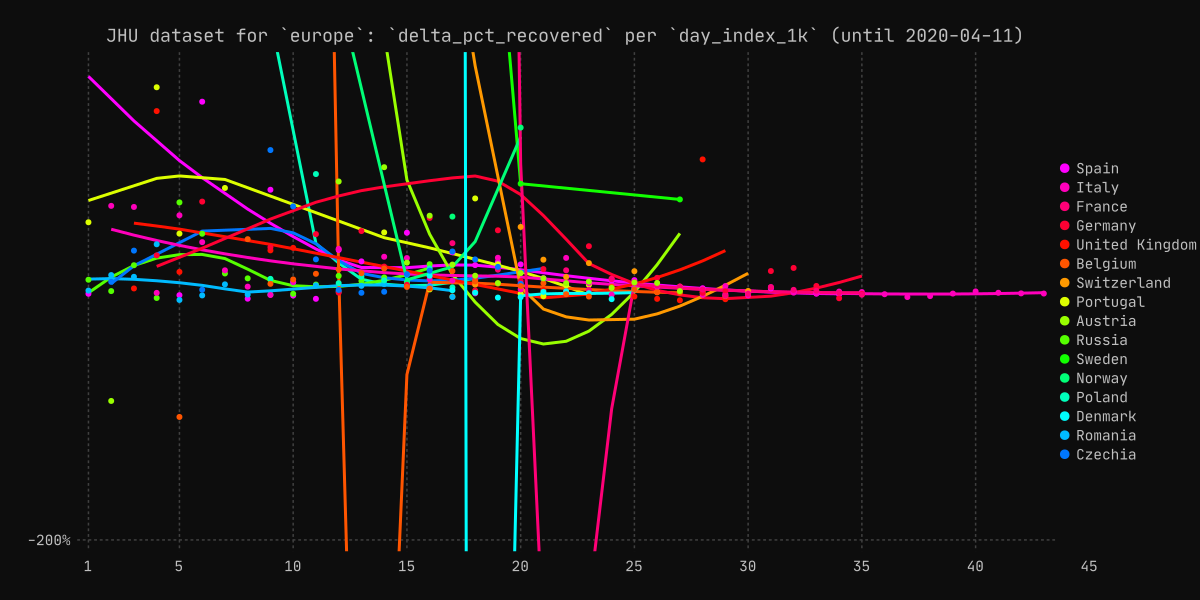 JHU dataset for `europe`: `delta_pct_recovered` per `day_index_1k` (until 2020-04-11)
Spain
Italy
France
Germany
United Kingdom
Belgium
Switzerland
Portugal
Austria
Russia
Sweden
Norway
Poland
Denmark
Romania
Czechia
-200%
1 5 10 15 20 25 30 35 40 45